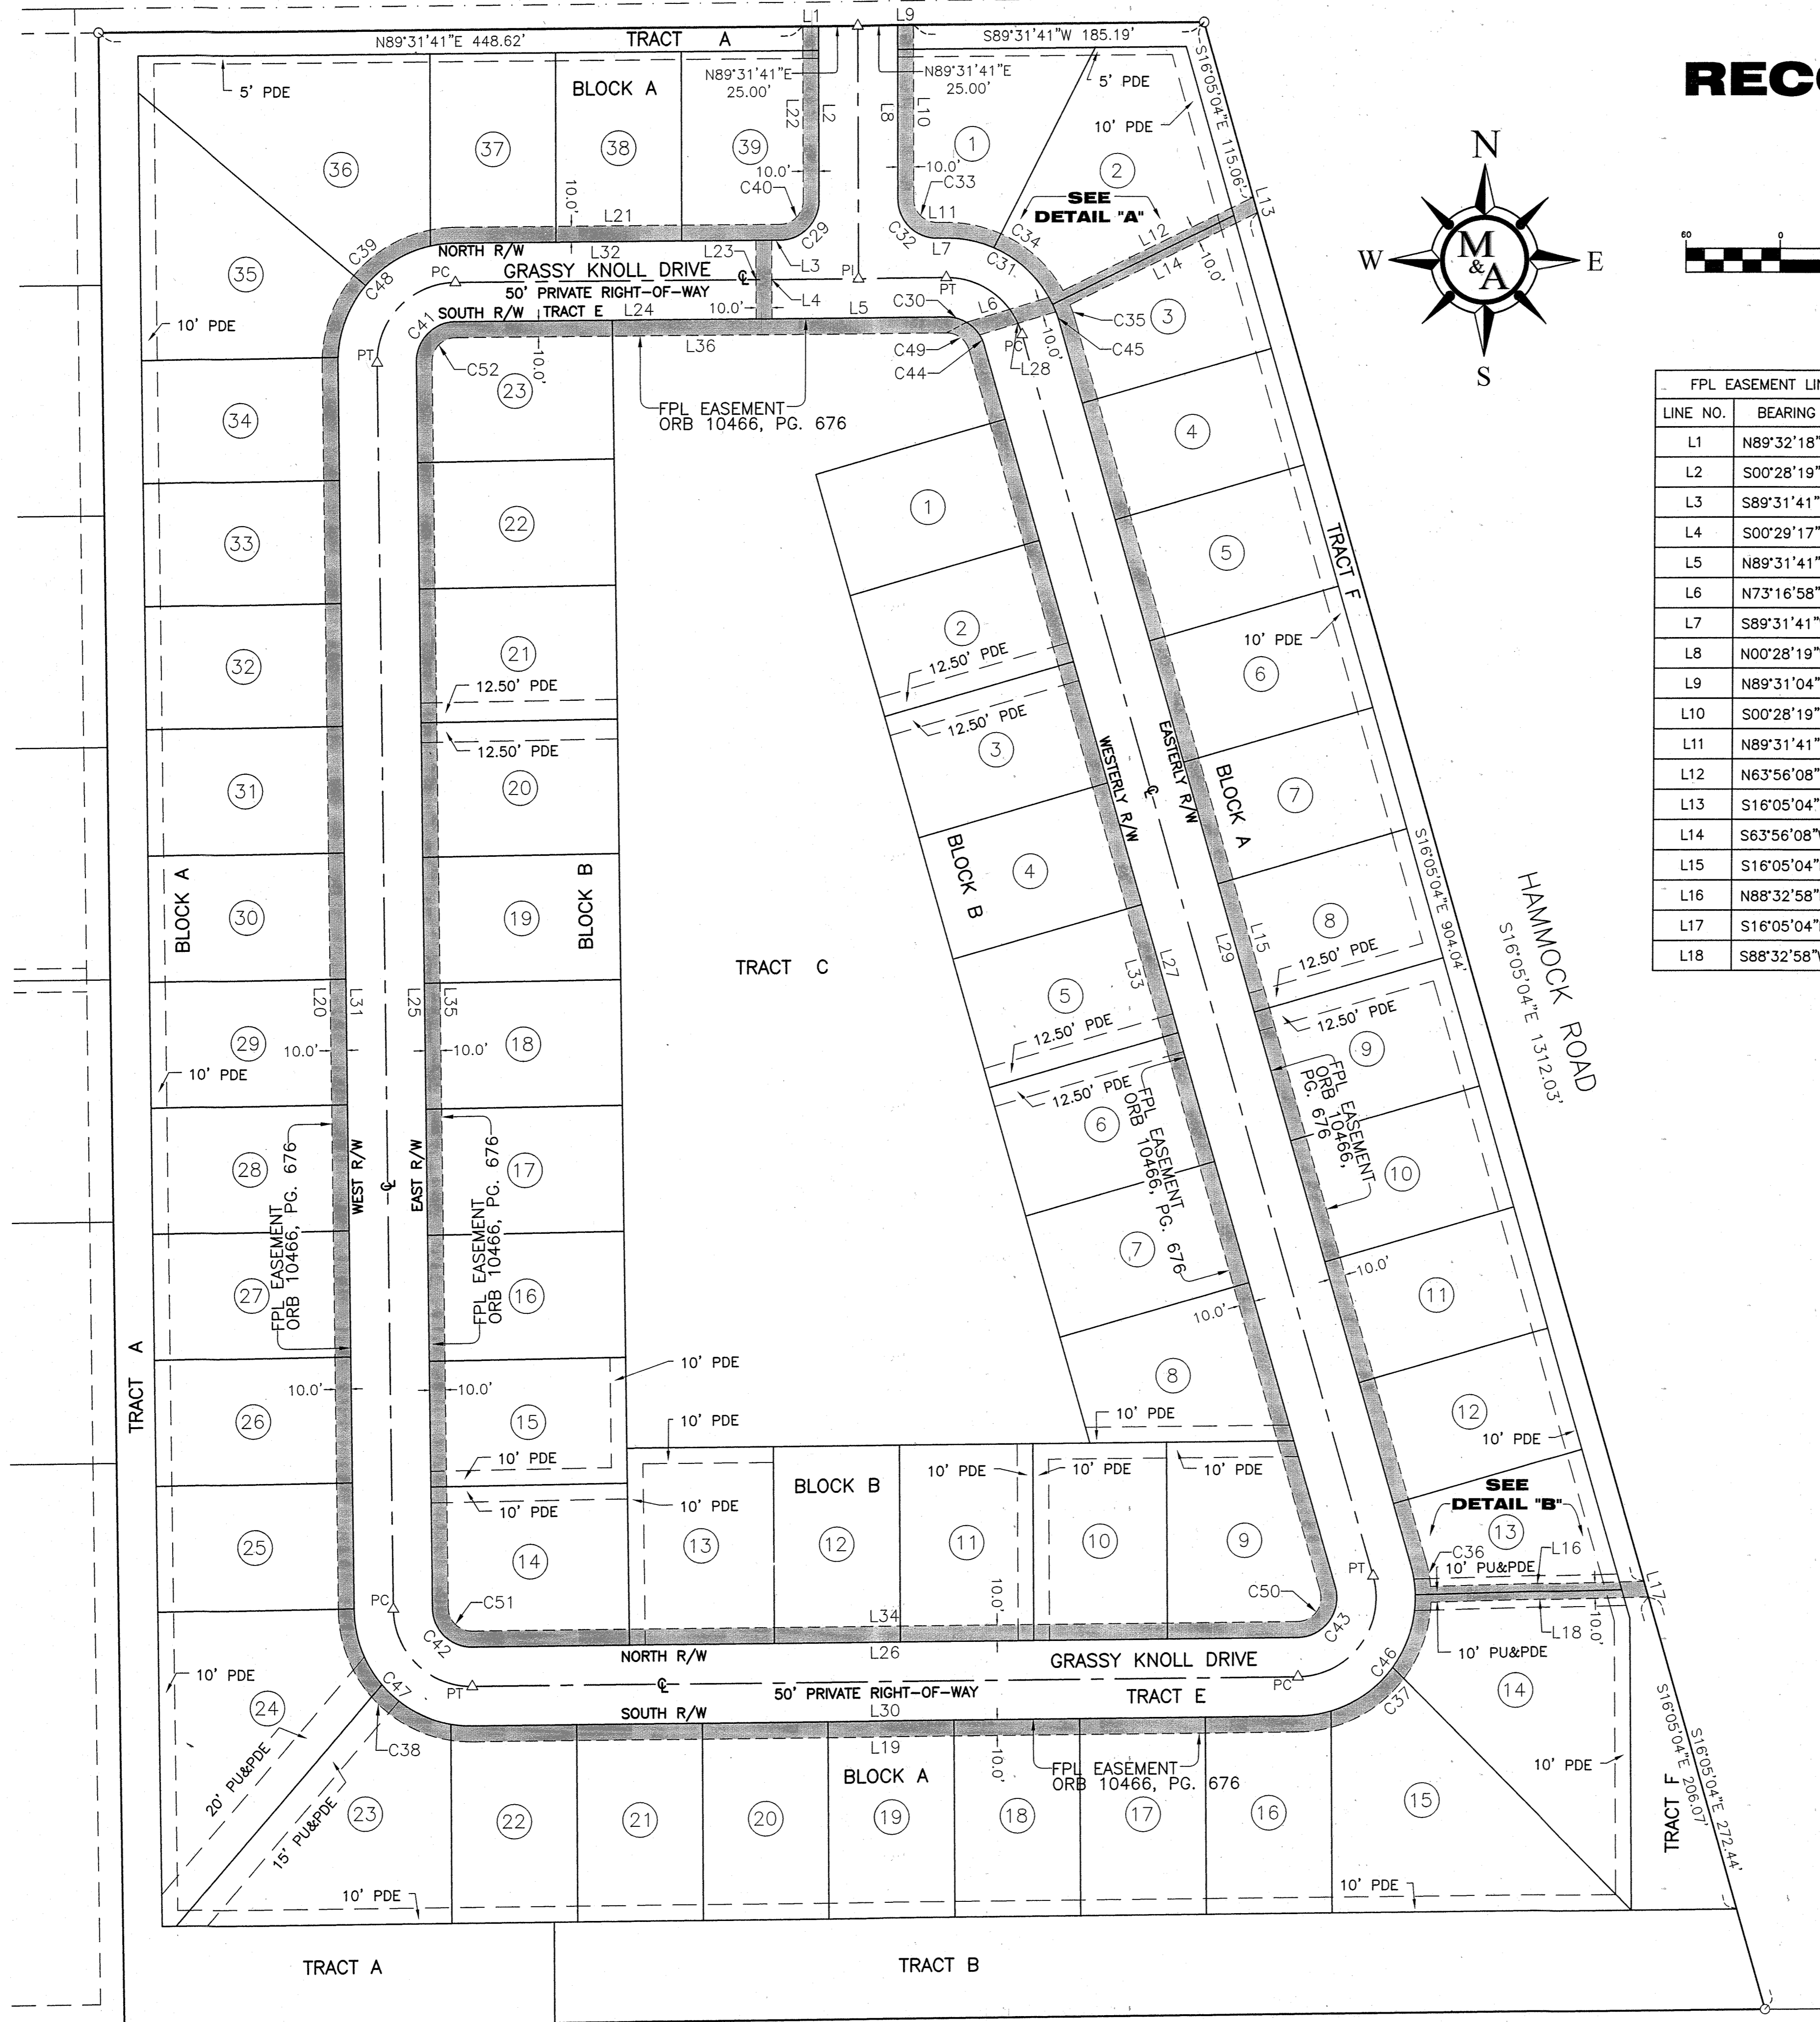 RECO
L1
L9
N89°31'41"E 448.62'
TRACT A
S89°31'41"W 185.19'
N89°31'41"E
25.00'
N89°31'41"E
25.00'
5' PDE
BLOCK A
5' PDE
10' PDE
S16°05'04"E 115.06'
L22
L2
L8
L10
36
37
38
39
1
2
10.0'
10.0'
C40
C33
SEE
DETAIL "A"
L13
L12
L14
10.0'
10.0'
L21
L32
L23
C29
C32
L11
L7
C34
C31
C39
C48
NORTH R/W
PC
GRASSY KNOLL DRIVE
50' PRIVATE RIGHT-OF-WAY
SOUTH R/W
TRACT E
L3
L4
PI
PT
L24
10.0'
L5
C30
L6
PC
10.0'
C35
3
C45
C49
C44
L28
35
10' PDE
C41
PT
C52
10.0'
L36
23
FPL EASEMENT
ORB 10466, PG. 676
34
33
32
31
30
29
28
27
26
25
24
22
21
12.50' PDE
12.50' PDE
20
19
18
17
16
15
14
BLOCK A
BLOCK B
L20
L31
L25
L35
10.0'
10.0'
10' PDE
WEST R/W
EAST R/W
FPL EASEMENT
ORB 10466, PG. 676
FPL EASEMENT
ORB 10466, PG. 676
TRACT A
10.0'
10.0'
TRACT C
1
2
12.50' PDE
12.50' PDE
3
4
BLOCK B
5
12.50' PDE
12.50' PDE
6
7
8
WESTERLY R/W
EASTERLY R/W
BLOCK A
L33
L27
L29
L15
FPL EASEMENT
ORB 10466, PG. 676
FPL EASEMENT
ORB 10466,
PG. 676
10.0'
10.0'
4
5
6
10' PDE
7
8
12.50' PDE
12.50' PDE
9
10
11
12
10' PDE
TRACT F
S16°05'04"E 904.04'
HAMMOCK ROAD
S16°05'04"E 1312.03'
10' PDE
10' PDE
10' PDE
10' PDE
10' PDE
10' PDE
10' PDE
10' PDE
10' PDE
BLOCK B
13
12
11
10
9
SEE
DETAIL "B"
13
C36
L16
10' PU&PDE
L17
L18
10.0'
10' PU&PDE
PT
C50
C43
PC
C51
C42
PT
L34
10.0'
NORTH R/W
L26
GRASSY KNOLL DRIVE
50' PRIVATE RIGHT-OF-WAY
TRACT E
PC
C46
C37
SOUTH R/W
L30
L19
10.0'
C47
C38
10' PDE
20' PU&PDE
15' PU&PDE
BLOCK A
FPL EASEMENT
ORB 10466, PG. 676
14
10' PDE
23
22
21
20
19
18
17
16
15
10' PDE
10' PDE
TRACT F
S16°05'04"E 206.07'
S16°05'04"E 272.44'
TRACT A
TRACT B
N
W
E
S
M
&
A
60
0
FPL EASEMENT LIN
LINE NO. BEARING
L1 N89°32'18"
L2 S00°28'19"
L3 S89°31'41"
L4 S00°29'17"
L5 N89°31'41"
L6 N73°16'58"
L7 S89°31'41"
L8 N00°28'19"
L9 N89°31'04"
L10 S00°28'19"
L11 N89°31'41"
L12 N63°56'08"
L13 S16°05'04"
L14 S63°56'08"W
L15 S16°05'04"
L16 N88°32'58"
L17 S16°05'04"
L18 S88°32'58"W